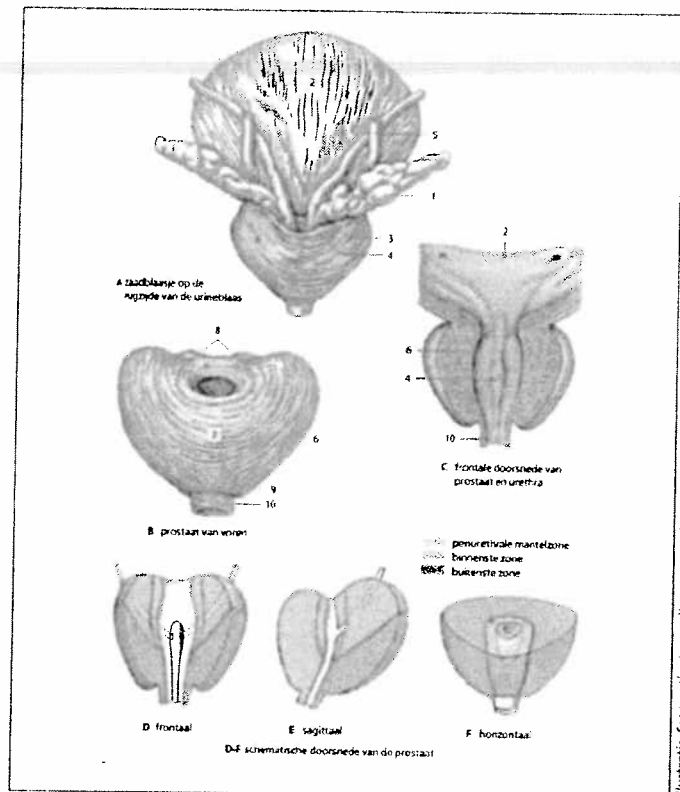 2
5
1
3
4
A zaadblaasje op de
rugzijde van de urineblaas
2
6
4
10
C frontale doorsnede van
prostaat en urethra
8
7
6
9
10
B prostaat van voren
periurethrale mantelzone
binnenste zone
buitenste zone
D frontaal
E sagittaal
F horizontaal
D-F schematische doorsnede van de prostaat